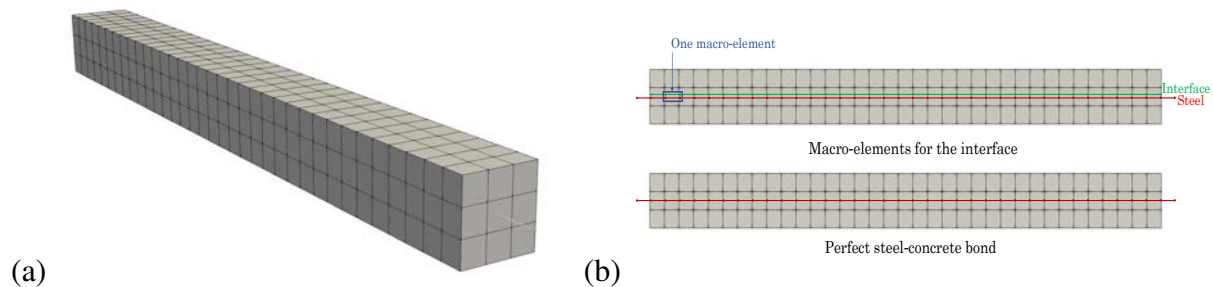 One macro-element
Interface
Steel
Macro-elements for the interface
Perfect steel-concrete bond
(a)
(b)